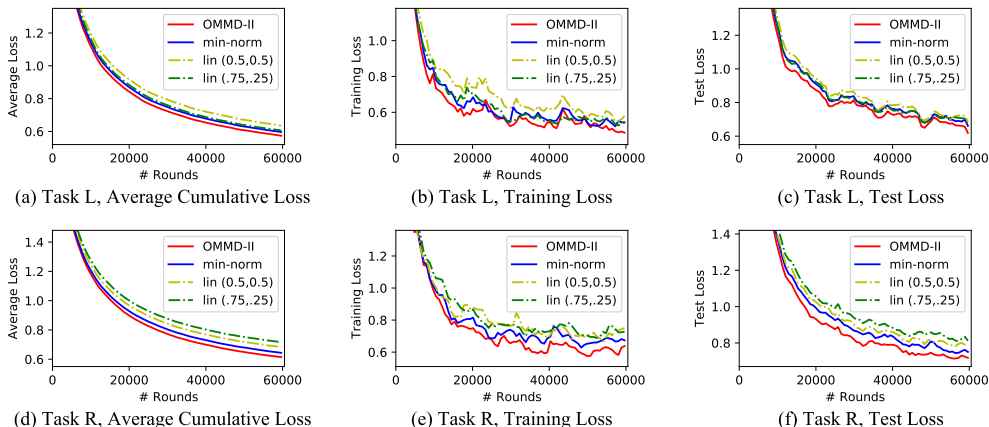 1.2
1.0
0.8
0.6
0
20000
40000
60000
Average Loss
# Rounds
OMMD-II
min-norm
lin (0.5,0.5)
lin (.75,.25)
(a) Task L, Average Cumulative Loss
1.0
0.8
0.6
0
20000
40000
60000
Training Loss
# Rounds
OMMD-II
min-norm
lin (0.5,0.5)
lin (.75,.25)
(b) Task L, Training Loss
1.2
1.0
0.8
0.6
0
20000
40000
60000
Test Loss
# Rounds
OMMD-II
min-norm
lin (0.5,0.5)
lin (.75,.25)
(c) Task L, Test Loss
1.4
1.2
1.0
0.8
0.6
0
20000
40000
60000
Average Loss
# Rounds
OMMD-II
min-norm
lin (0.5,0.5)
lin (.75,.25)
(d) Task R, Average Cumulative Loss
1.2
1.0
0.8
0.6
0
20000
40000
60000
Training Loss
# Rounds
OMMD-II
min-norm
lin (0.5,0.5)
lin (.75,.25)
(e) Task R, Training Loss
1.4
1.2
1.0
0.8
0
20000
40000
60000
Test Loss
# Rounds
OMMD-II
min-norm
lin (0.5,0.5)
lin (.75,.25)
(f) Task R, Test Loss